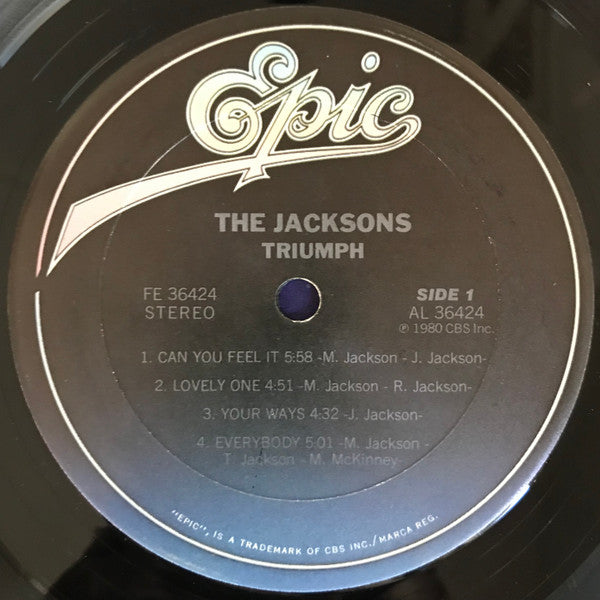 Epic
THE JACKSONS
TRIUMPH
FE 36424
STEREO
SIDE 1
AL 36424
℗ 1980 CBS Inc.
1. CAN YOU FEEL IT 5:58 -M. Jackson - J. Jackson-
2. LOVELY ONE 4:51 -M. Jackson - R. Jackson-
3. YOUR WAYS 4:32 -J. Jackson-
4. EVERYBODY 5:01 -M. Jackson -
T. Jackson - M. McKinney-
"EPIC", IS A TRADEMARK OF CBS INC./MARCA REG.